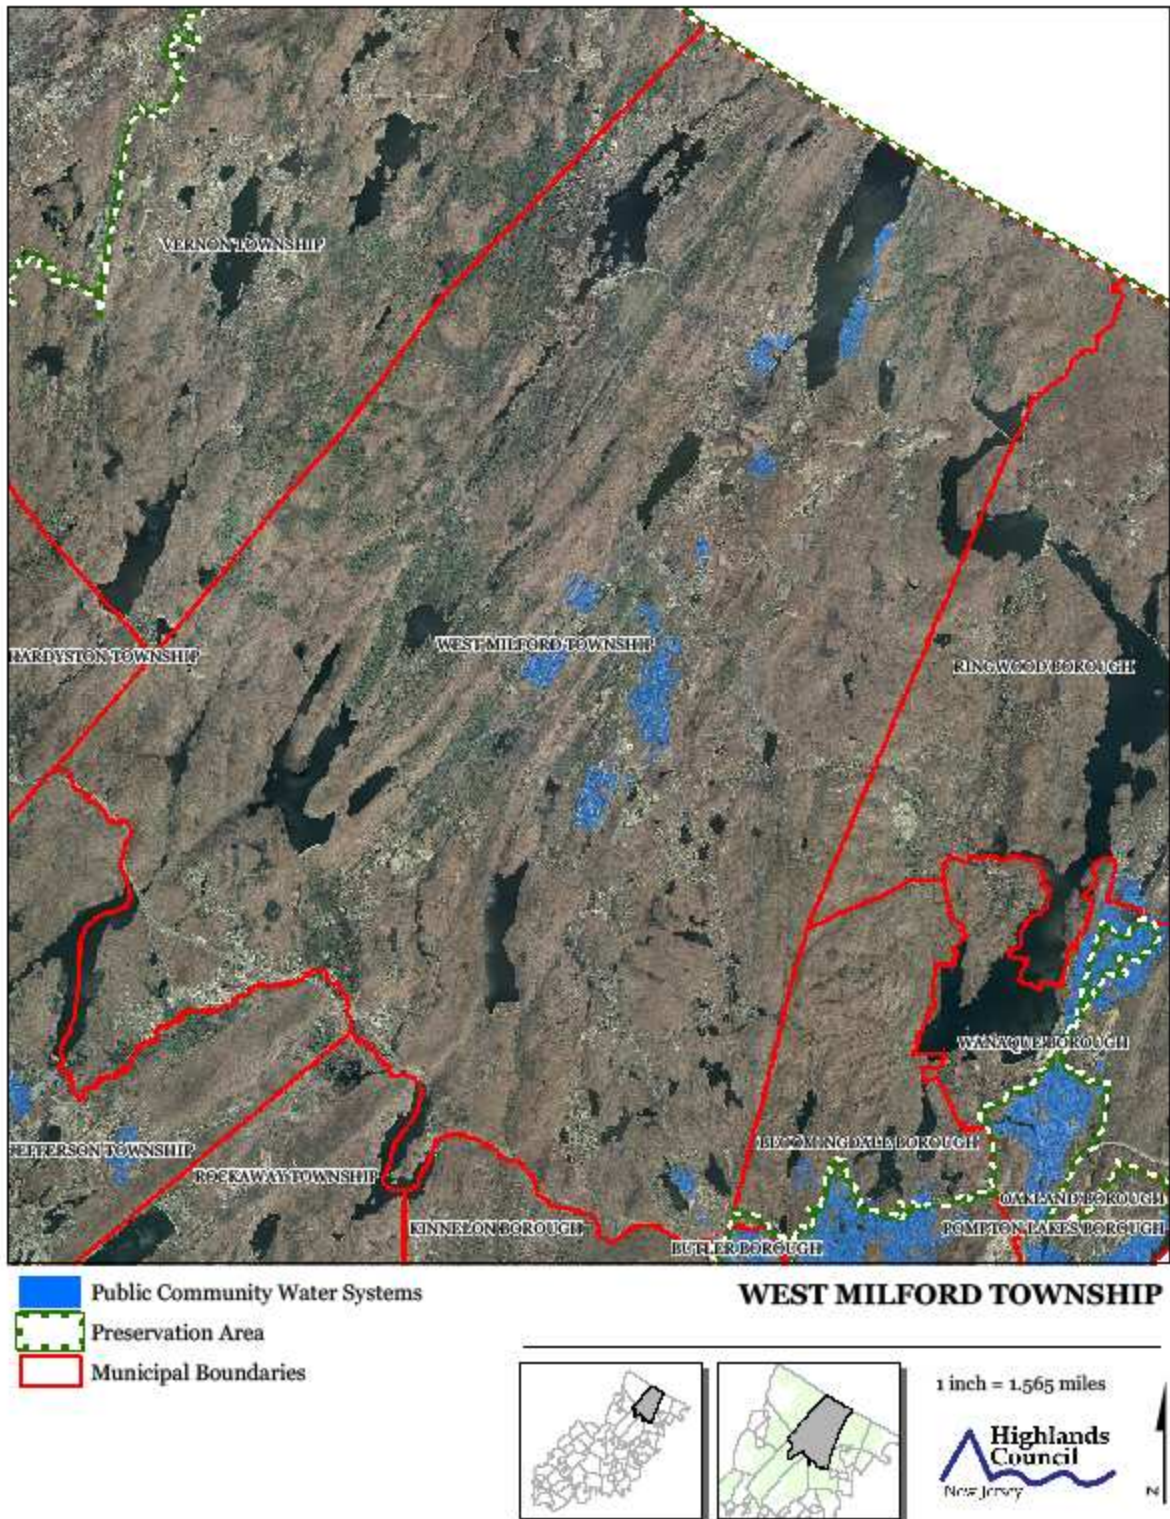 VERNON TOWNSHIP
WEST MILFORD TOWNSHIP
HARDYSTON TOWNSHIP
RINGWOOD BOROUGH
WANAQUE BOROUGH
BLOOMINGDALE BOROUGH
JEFFERSON TOWNSHIP
ROCKAWAY TOWNSHIP
OAKLAND BOROUGH
KINNELON BOROUGH
POMPTON LAKES BOROUGH
BUTLER BOROUGH
Public Community Water Systems
Preservation Area
Municipal Boundaries
WEST MILFORD TOWNSHIP
1 inch = 1.565 miles
Highlands
Council
New Jersey
N